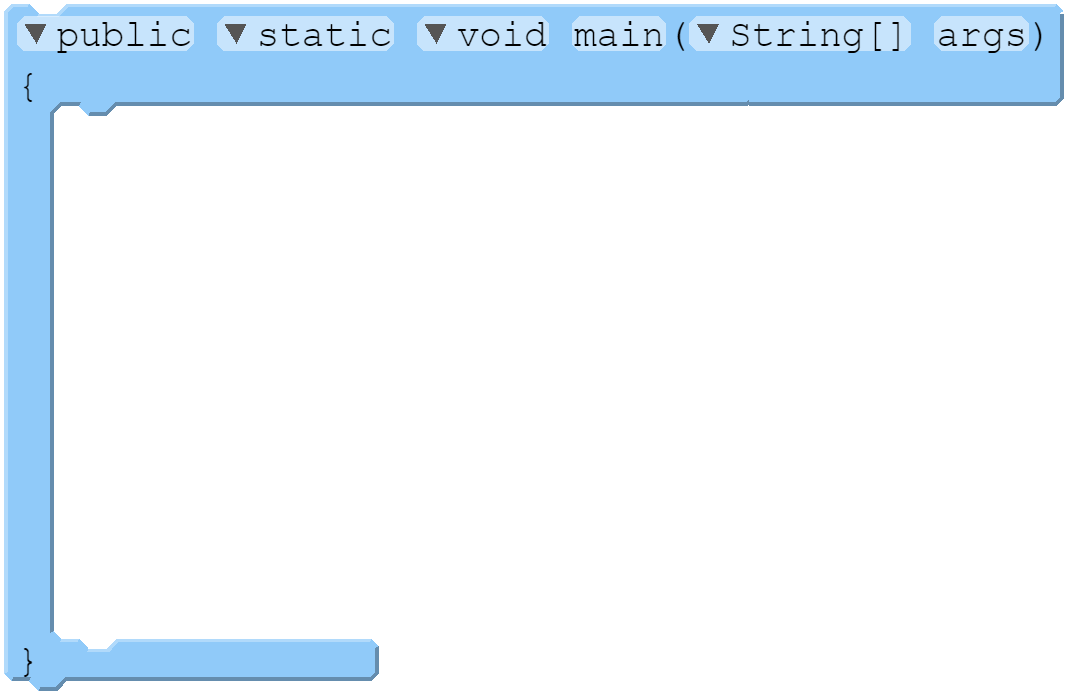 ▼public ▼static ▼void main(▼String[] args)
{
}